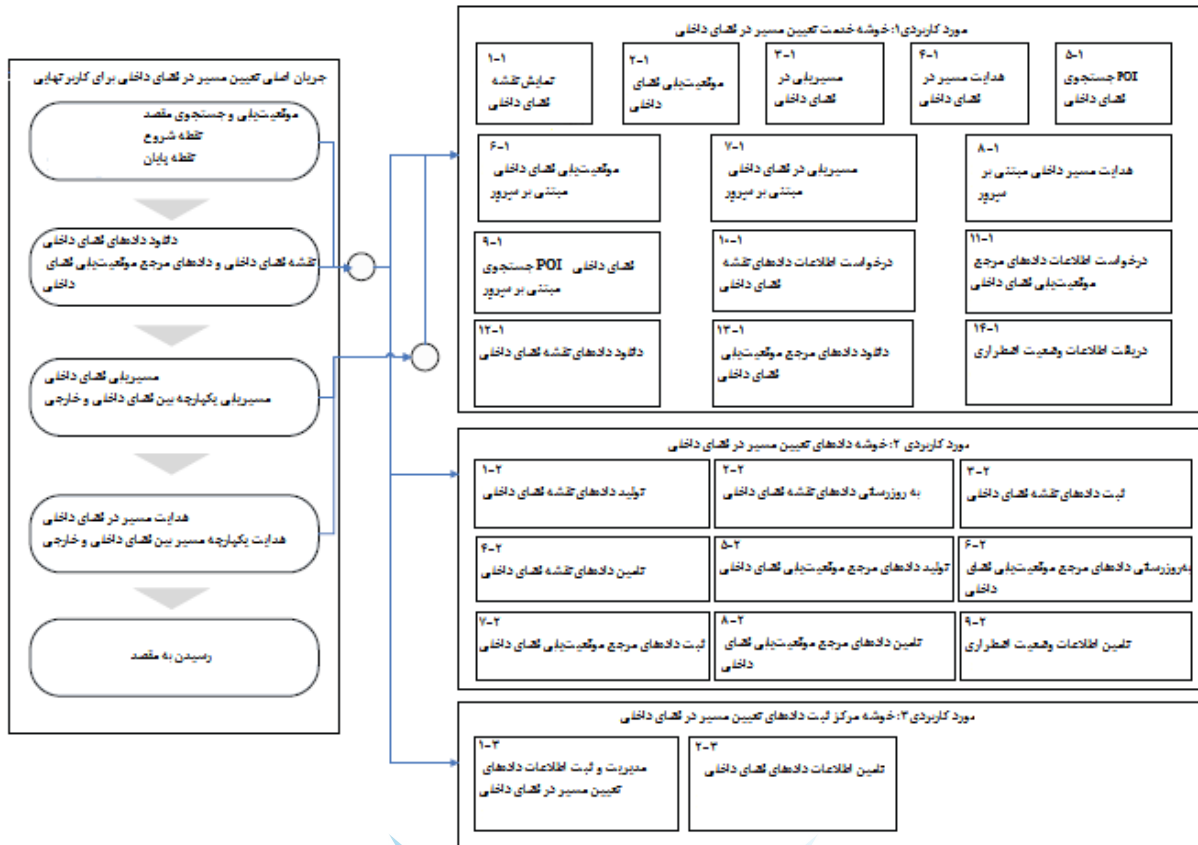 جریان اصلی تعیین مسیر در فضای داخلی برای کاربر نهایی
موقعیت‌یابی و جستجوی مقصد
نقطه شروع
نقطه پایان
دانلود داده‌های فضای داخلی
نقشه فضای داخلی و داده‌های مرجع موقعیت‌یابی فضای
داخلی
مسیریابی فضای داخلی
مسیریابی یکپارچه بین فضای داخلی و خارجی
هدایت مسیر در فضای داخلی
هدایت یکپارچه مسیر بین فضای داخلی و خارجی
رسیدن به مقصد
مورد کاربردی ۱: خوشه خدمت تعیین مسیر در فضای داخلی
۱-۱
نمایش نقشه
فضای داخلی
۲-۱
موقعیت‌یابی فضای
داخلی
۳-۱
مسیریابی در
فضای داخلی
۴-۱
هدایت مسیر در
فضای داخلی
۵-۱
جستجوی POI
فضای داخلی
۶-۱
موقعیت‌یابی فضای داخلی
مبتنی بر سرور
۷-۱
مسیریابی در فضای داخلی
مبتنی بر سرور
۸-۱
هدایت مسیر داخلی مبتنی بر
سرور
۹-۱
فضای داخلی POI جستجوی
مبتنی بر سرور
۱۰-۱
درخواست اطلاعات داده‌های نقشه
فضای داخلی
۱۱-۱
درخواست اطلاعات داده‌های مرجع
موقعیت‌یابی فضای داخلی
۱۲-۱
دانلود داده‌های نقشه فضای داخلی
۱۳-۱
دانلود داده‌های مرجع موقعیت‌یابی
فضای داخلی
۱۴-۱
دریافت اطلاعات وضعیت اضطراری
مورد کاربردی ۲: خوشه داده‌های تعیین مسیر در فضای داخلی
۱-۲
تولید داده‌های نقشه فضای داخلی
۲-۲
به روزرسانی داده‌های نقشه فضای داخلی
۳-۲
ثبت داده‌های نقشه فضای داخلی
۴-۲
تامین داده‌های نقشه فضای داخلی
۵-۲
تولید داده‌های مرجع موقعیت‌یابی فضای داخلی
۶-۲
به‌روزرسانی داده‌های مرجع موقعیت‌یابی فضای
داخلی
۷-۲
ثبت داده‌های مرجع موقعیت‌یابی فضای داخلی
۸-۲
تامین داده‌های مرجع موقعیت‌یابی فضای
داخلی
۹-۲
تامین اطلاعات وضعیت اضطراری
مورد کاربردی ۳: خوشه مرکز ثبت داده‌های تعیین مسیر در فضای داخلی
۱-۳
مدیریت و ثبت اطلاعات داده‌های
تعیین مسیر در فضای داخلی
۲-۳
تامین اطلاعات داده‌های فضای داخلی